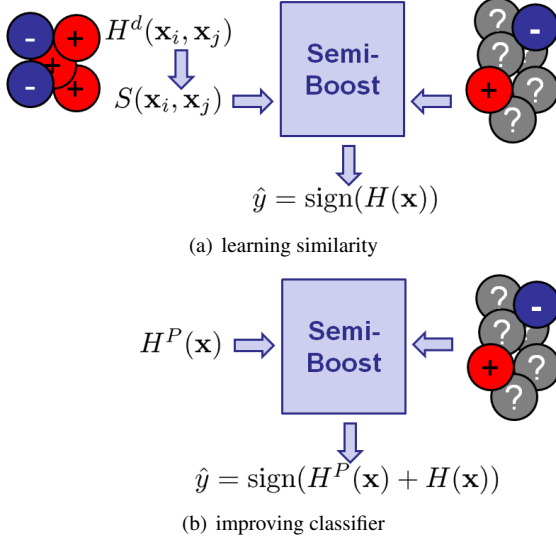 - + H^d(x_i, x_j)
+
- +
S(x_i, x_j)
Semi-
Boost
? -
? ?
+ ?
?
ŷ = sign(H(x))
(a) learning similarity
H^P(x)
Semi-
Boost
? -
? ?
+ ?
?
ŷ = sign(H^P(x) + H(x))
(b) improving classifier